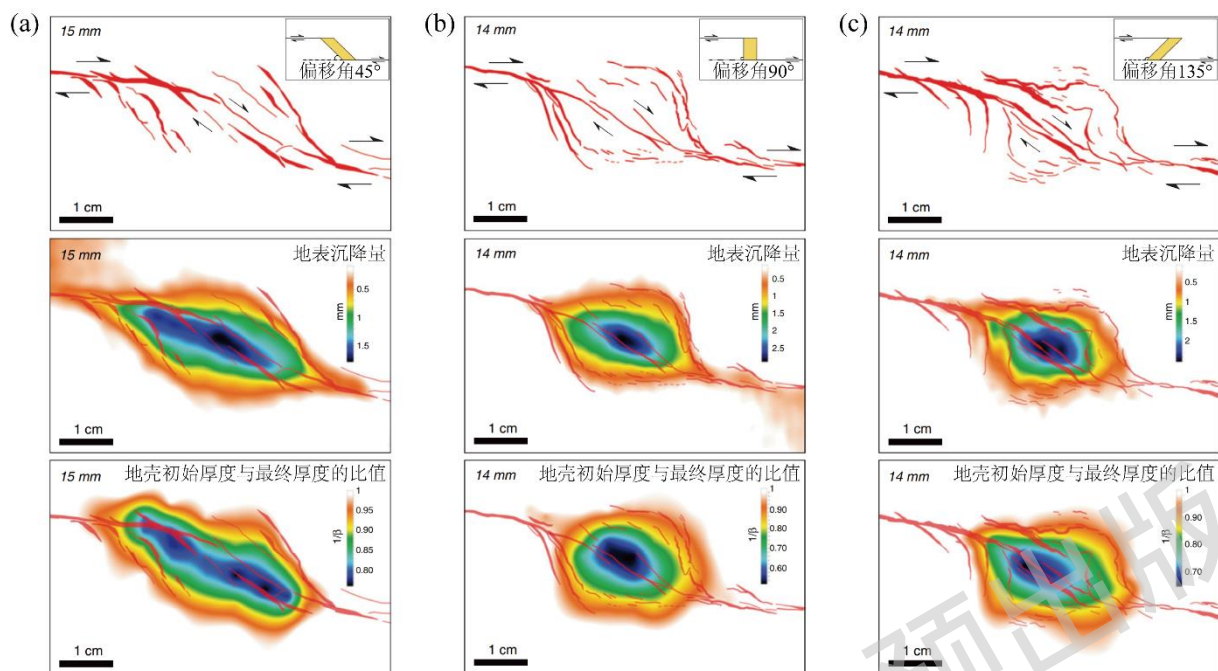 (a)
15 mm
偏移角45°
1 cm
(b)
14 mm
偏移角90°
1 cm
(c)
14 mm
偏移角135°
1 cm
15 mm
地表沉降量
0.5
1
1.5
mm
1 cm
14 mm
地表沉降量
0.5
1
1.5
2
2.5
mm
1 cm
14 mm
地表沉降量
0.5
1
1.5
2
mm
1 cm
15 mm
地壳初始厚度与最终厚度的比值
1
0.95
0.90
0.85
0.80
1/β
1 cm
14 mm
地壳初始厚度与最终厚度的比值
1
0.90
0.80
0.70
0.60
1/β
1 cm
14 mm
地壳初始厚度与最终厚度的比值
1
0.90
0.80
0.70
1/β
1 cm
预出版